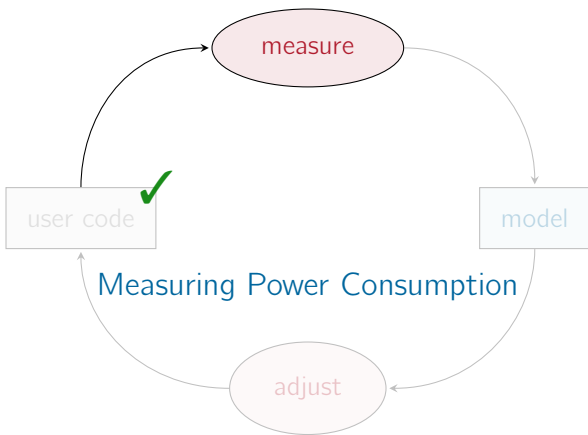 measure
user code
model
Measuring Power Consumption
adjust